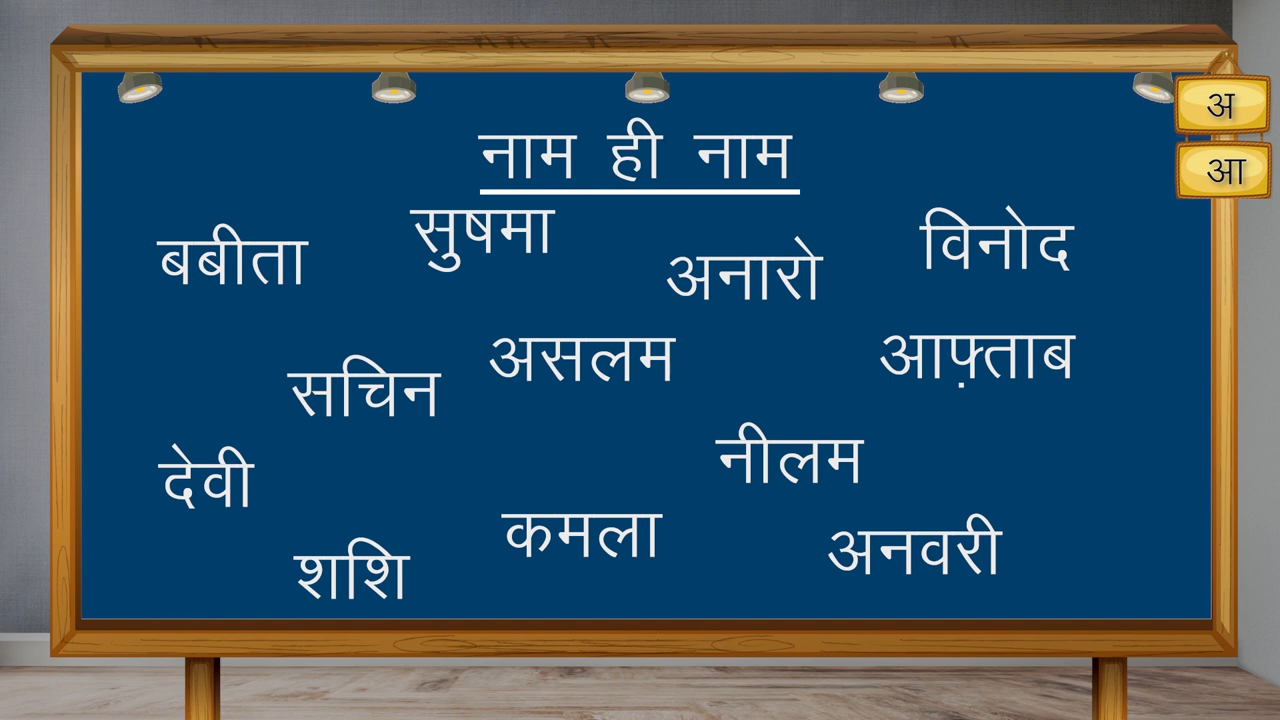 नाम ही नाम
बबीता
सुषमा
अनारो
विनोद
सचिन
असलम
आफ़्ताब
देवी
नीलम
शशि
कमला
अनवरी
अ
आ